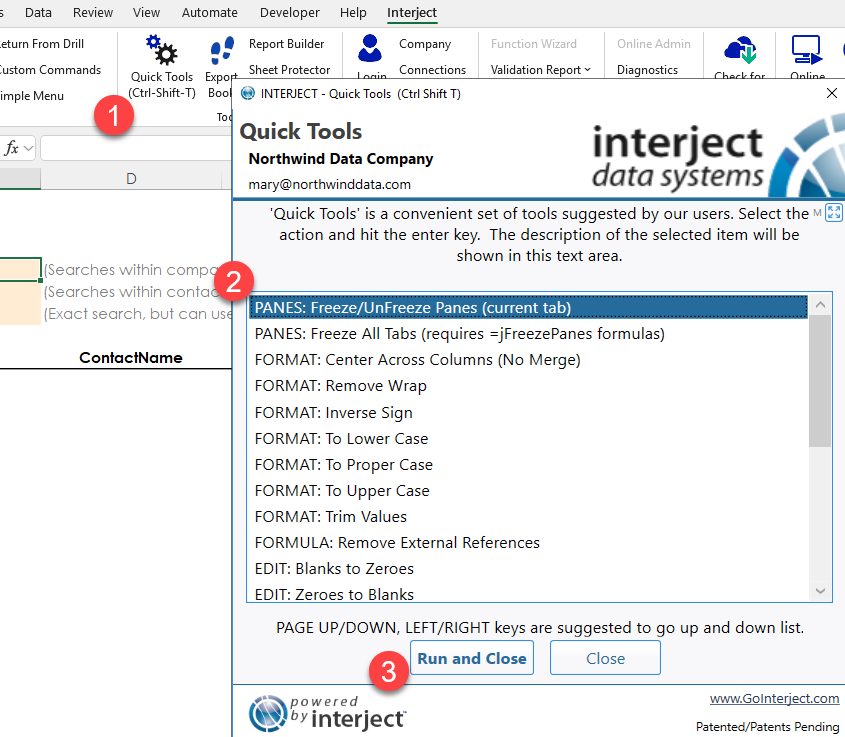 s Data Review View Automate Developer Help Interject
eturn From Drill
ustom Commands
imple Menu
Quick Tools
(Ctrl-Shift-T)
Export
Boo
Report Builder
Sheet Protector
Too
Login
Company
Connections
Function Wizard
Validation Report
Online Admin
Diagnostics
Check for
Online
1
fx
D
(Searches within compa
(Searches within contac
(Exact search, but can use
ContactName
INTERJECT - Quick Tools (Ctrl Shift T)
Quick Tools
Northwind Data Company
mary@northwinddata.com
interject
data systems
'Quick Tools' is a convenient set of tools suggested by our users. Select the M
action and hit the enter key. The description of the selected item will be
shown in this text area.
2
PANES: Freeze/UnFreeze Panes (current tab)
PANES: Freeze All Tabs (requires =jFreezePanes formulas)
FORMAT: Center Across Columns (No Merge)
FORMAT: Remove Wrap
FORMAT: Inverse Sign
FORMAT: To Lower Case
FORMAT: To Proper Case
FORMAT: To Upper Case
FORMAT: Trim Values
FORMULA: Remove External References
EDIT: Blanks to Zeroes
EDIT: Zeroes to Blanks
PAGE UP/DOWN, LEFT/RIGHT keys are suggested to go up and down list.
3
Run and Close
Close
powered
by interject™
www.GoInterject.com
Patented/Patents Pending